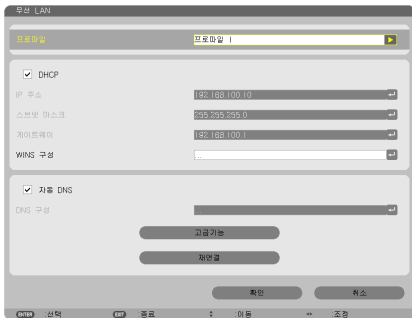 무선 LAN
프로파일 프로파일 1
DHCP
IP 주소 192.168.100.10
스브넷 마스크 255.255.255.0
게이트웨이 192.168.100.1
WINS 구성 . . .
자동 DNS
DNS 구성
고급기능
재연결
확인 취소
ENTER :선택 EXIT :종료 :이동 :조정